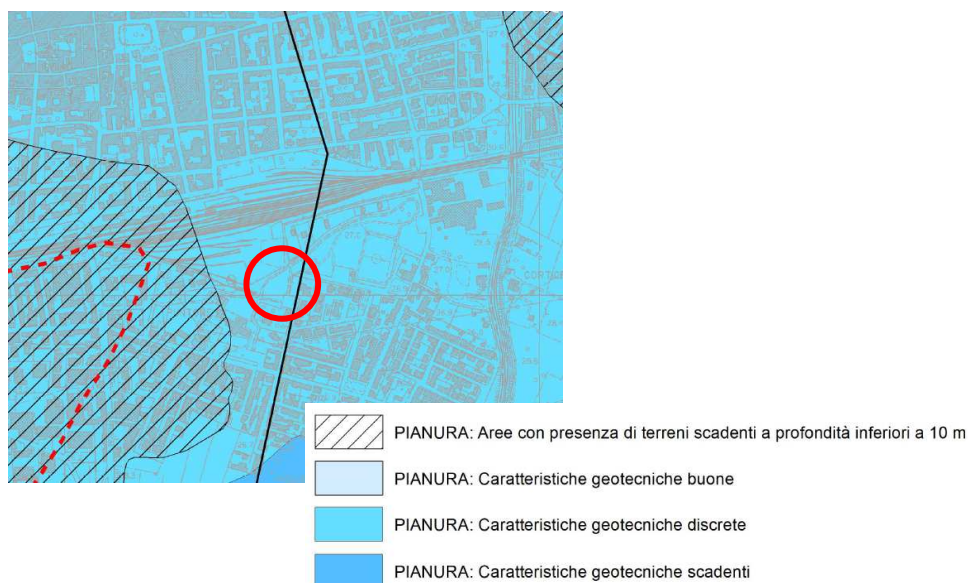 PIANURA: Aree con presenza di terreni scadenti a profondità inferiori a 10 m
PIANURA: Caratteristiche geotecniche buone
PIANURA: Caratteristiche geotecniche discrete
PIANURA: Caratteristiche geotecniche scadenti